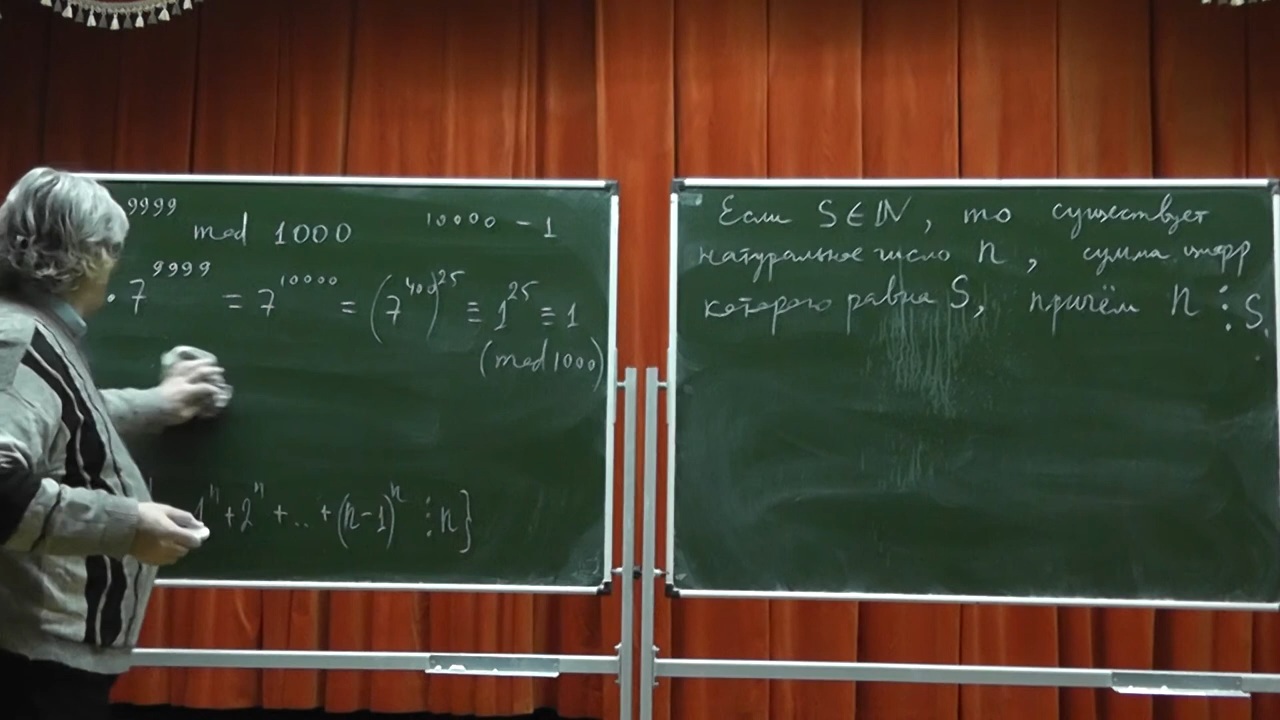 9999
mod 1000
10000 - 1
· 7^9999 = 7^10000 = (7^400)^25 ≡ 1^25 ≡ 1
(mod 1000)
1^n + 2^n + .. + (n-1)^n ⋮ n}
Если S ∈ ℕ, то существует
натуральное число n, сумма цифр
которого равна S, причём n ⋮ S.